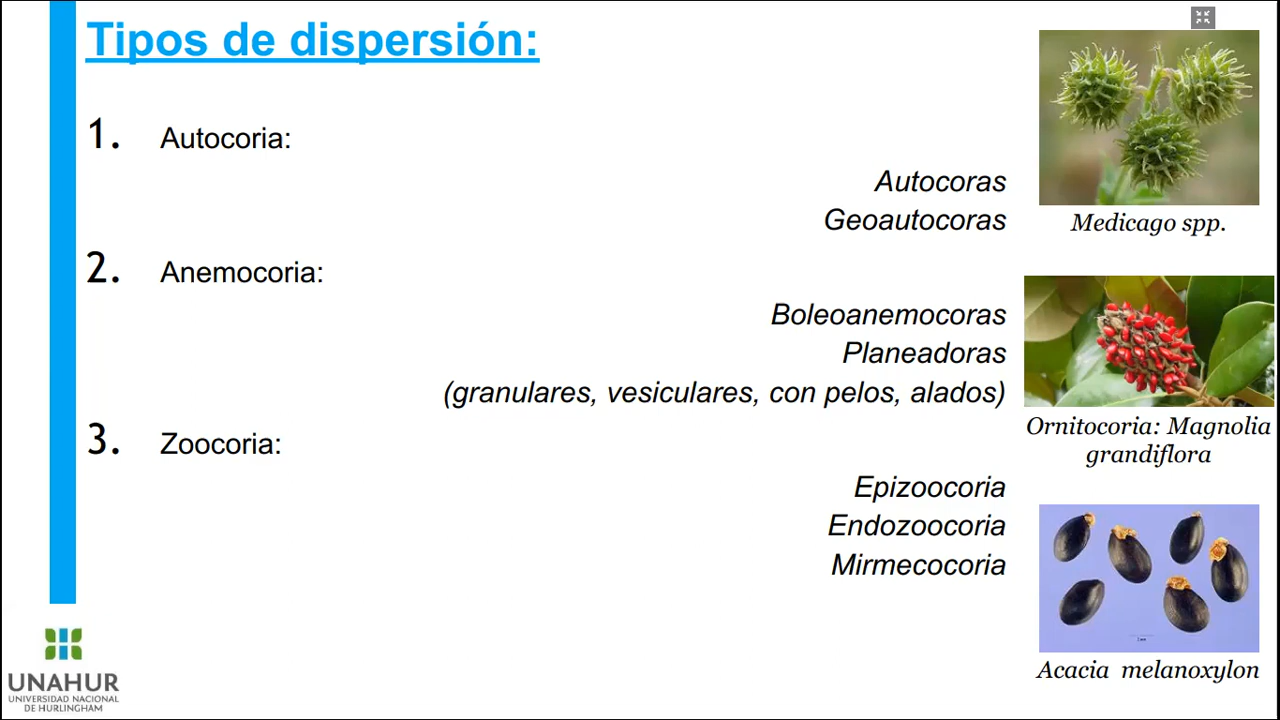 Tipos de dispersión:
1. Autocoria:
Autocoras
Geoautocoras
2. Anemocoria:
Boleoanemocoras
Planeadoras
(granulares, vesiculares, con pelos, alados)
3. Zoocoria:
Epizoocoria
Endozoocoria
Mirmecocoria
Medicago spp.
Ornitocoria: Magnolia
grandiflora
Acacia melanoxylon
UNAHUR
UNIVERSIDAD NACIONAL
DE HURLINGHAM